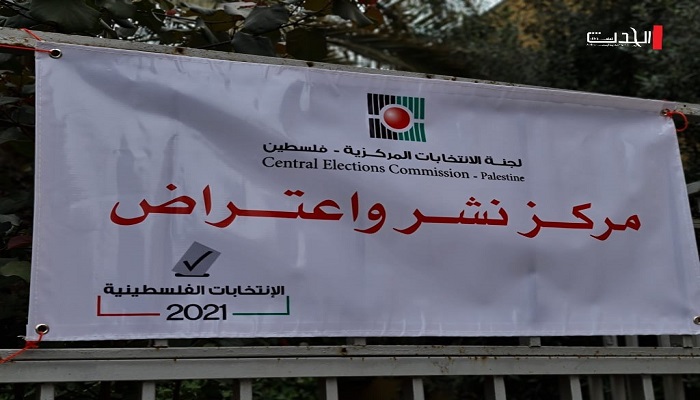 الحدث
لجنة الانتخابات المركزية - فلسطين
Central Elections Commission - Palestine
مركز نشر واعتراض
الإنتخابات الفلسطينية
2021